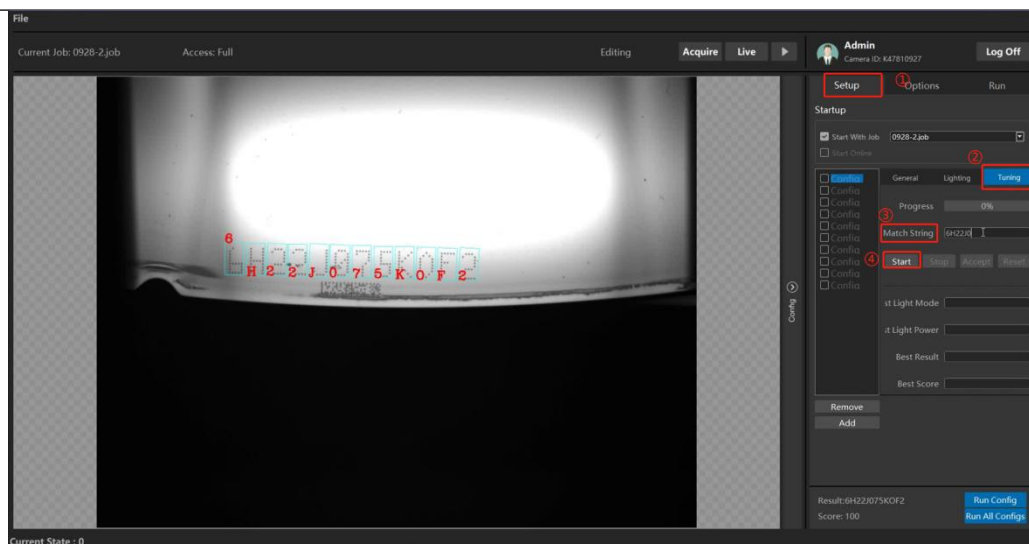 File
Current Job: 0928-2.job Access: Full Editing Acquire Live Admin Camera ID: K47810927 Log Off
Setup ① Options Run
Startup
Start With Job 0928-2.job
Start Online
②
Config General Lighting Tuning
Config
Config
Config Progress 0%
Config ③
Config Match String 6H22J0
Config
Config ④ Start Stop Accept Reset
Config
Config
6
H 2 2 J 0 7 5 K 0 F 2
Config
st Light Mode
st Light Power
Best Result
Best Score
Remove
Add
Result:6H22J075KOF2 Run Config
Score: 100 Run All Configs
Current State : 0